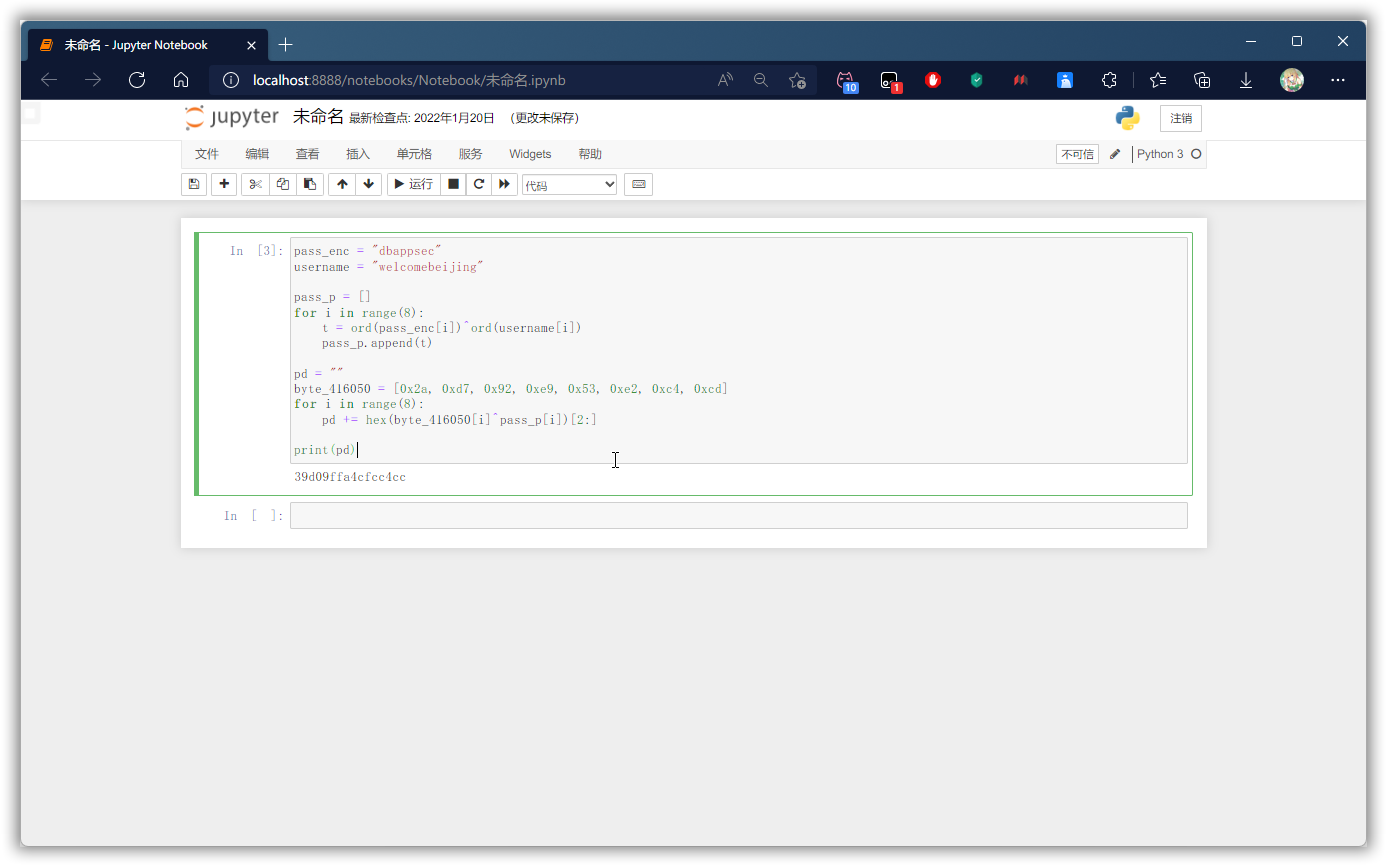 未命名 - Jupyter Notebook
localhost:8888/notebooks/Notebook/未命名.ipynb
10
1
jupyter 未命名 最新检查点: 2022年1月20日 (更改未保存)
注销
文件 编辑 查看 插入 单元格 服务 Widgets 帮助
不可信 Python 3
运行 代码
In [3]:
pass_enc = "dbappsec"
username = "welcomebeijing"
pass_p = []
for i in range(8):
    t = ord(pass_enc[i])^ord(username[i])
    pass_p.append(t)
pd = ""
byte_416050 = [0x2a, 0xd7, 0x92, 0xe9, 0x53, 0xe2, 0xc4, 0xcd]
for i in range(8):
    pd += hex(byte_416050[i]^pass_p[i])[2:]
print(pd)
39d09ffa4cfcc4cc
In [ ]: